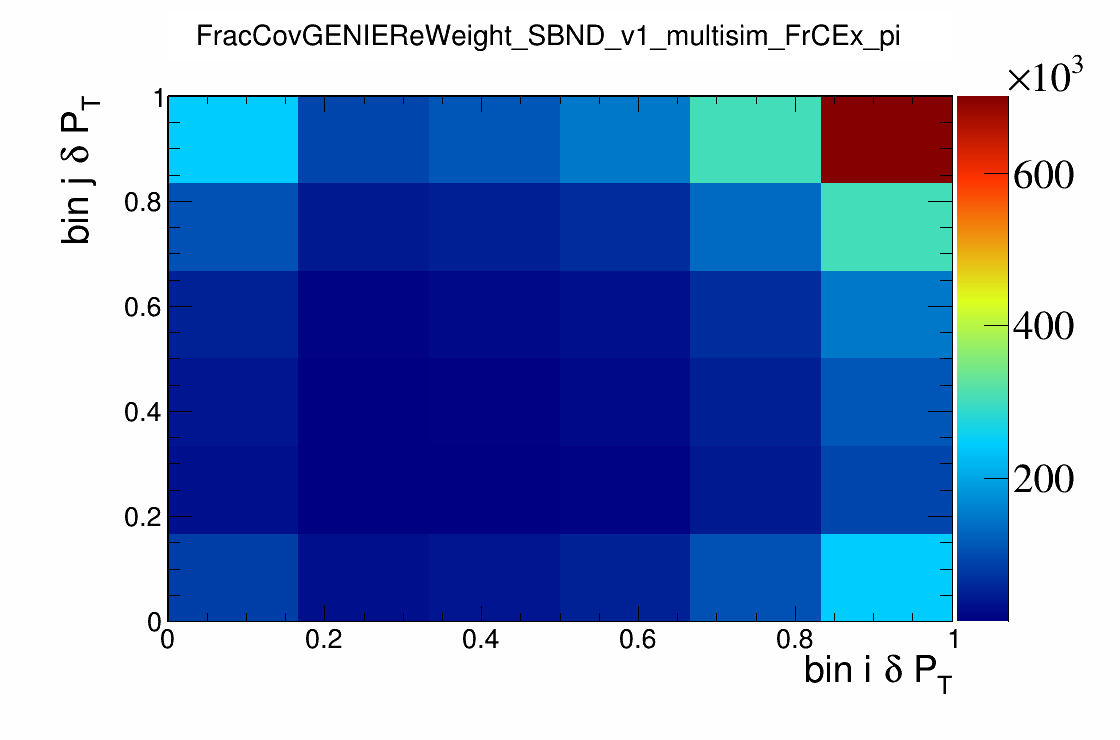 FracCovGENIEReWeight_SBND_v1_multisim_FrCEx_pi
×10³
bin j δ P_T
1
0.8
0.6
0.4
0.2
0
0 0.2 0.4 0.6 0.8 1
bin i δ P_T
600
400
200